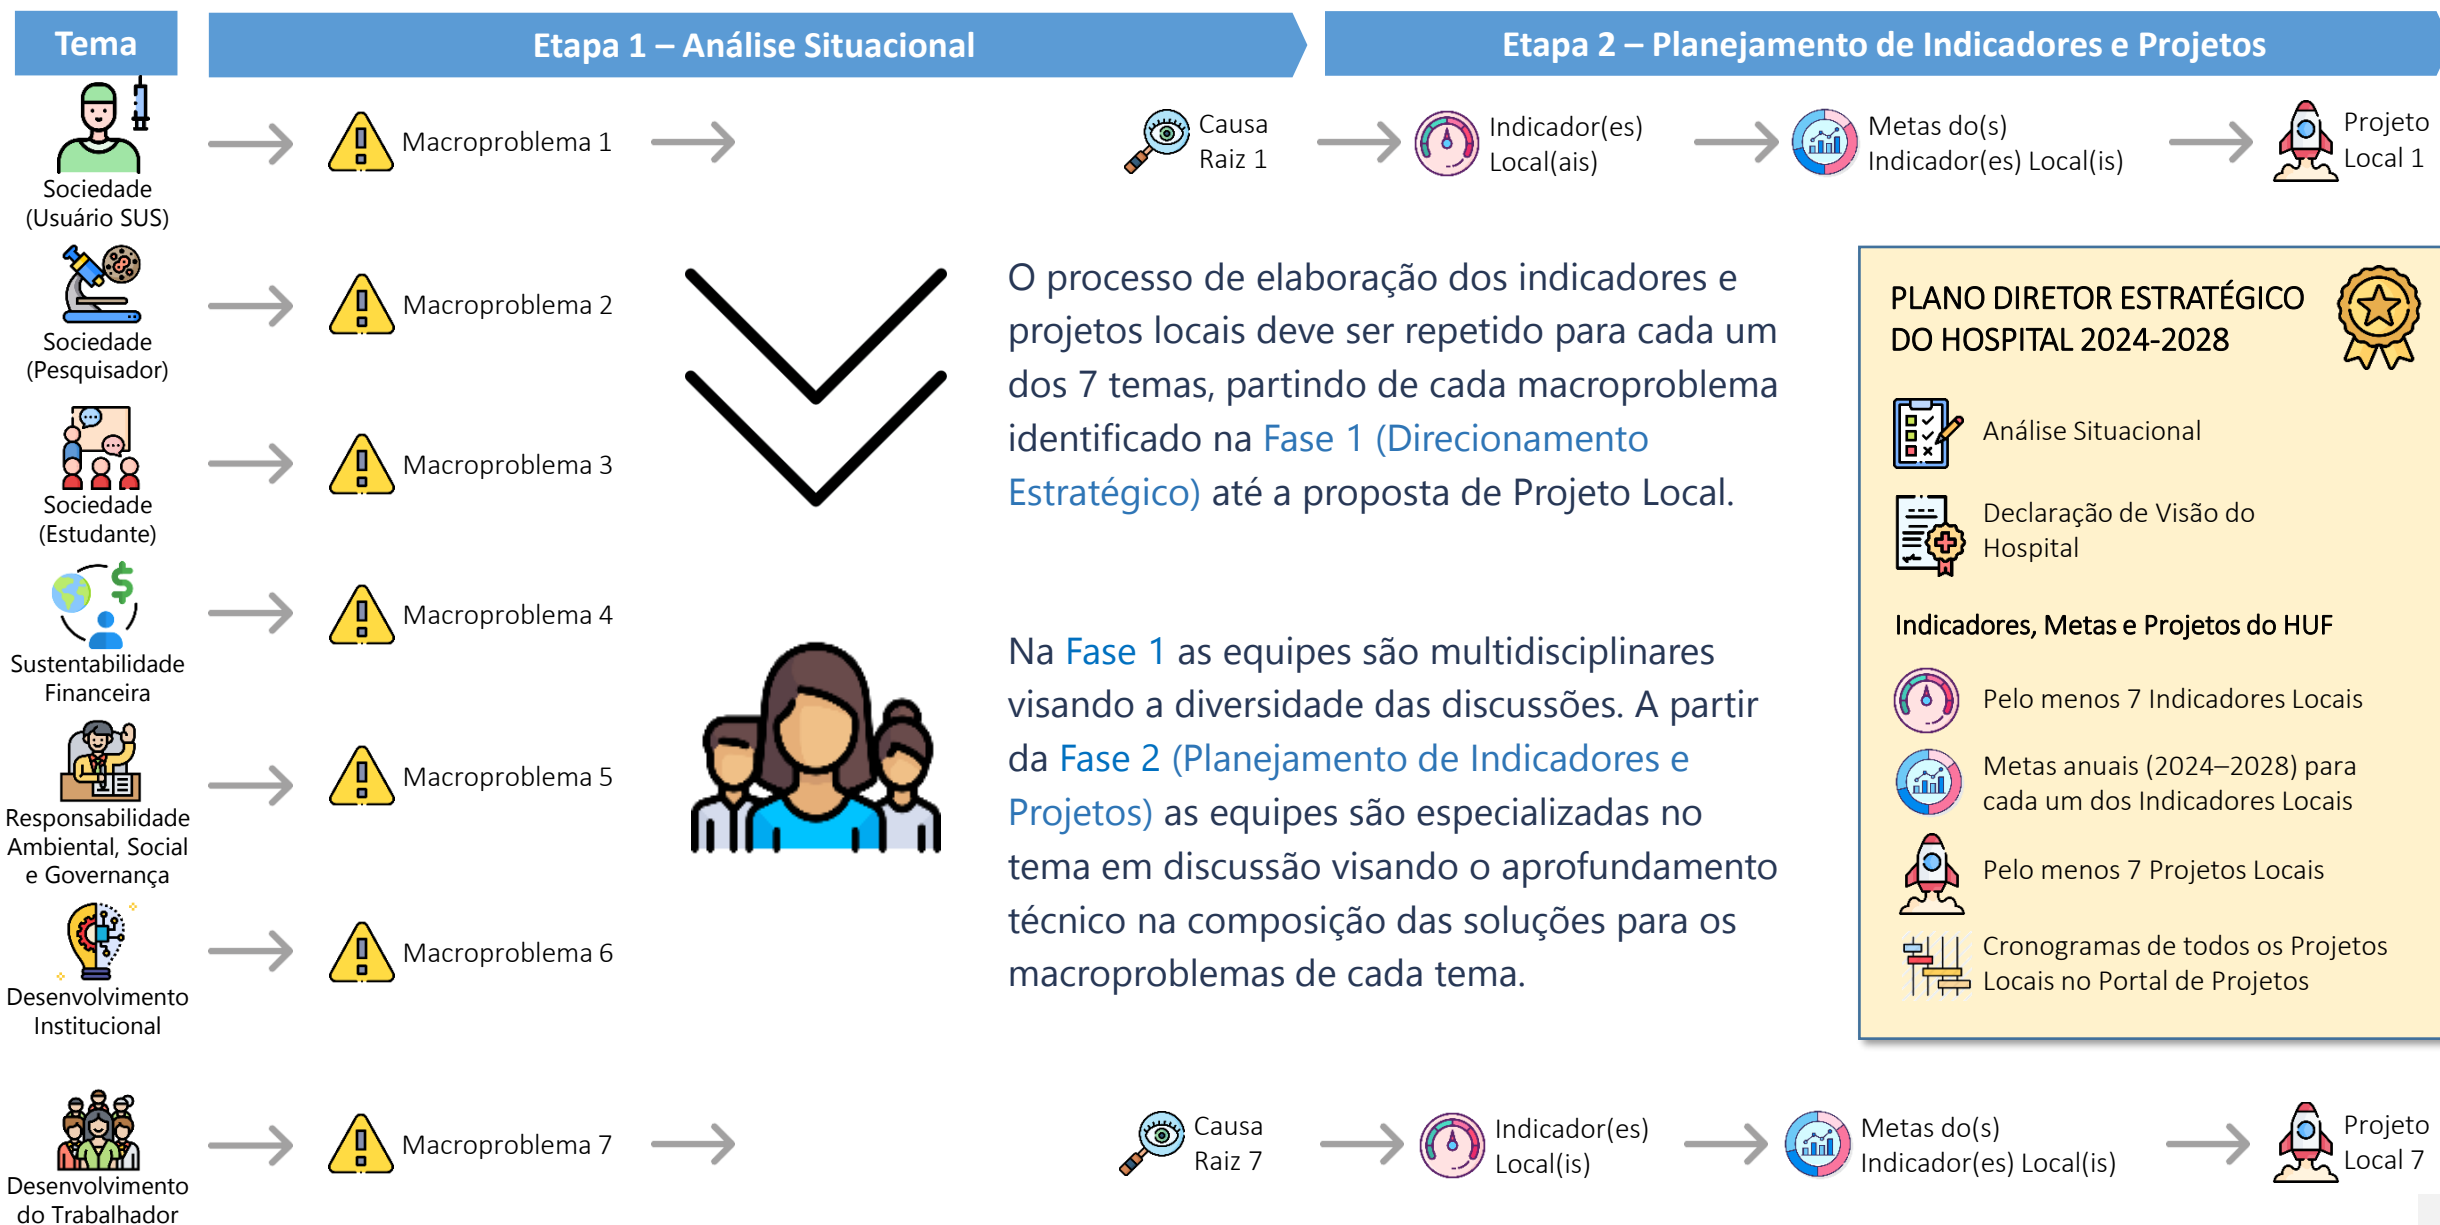 Tema
Etapa 1 – Análise Situacional
Etapa 2 – Planejamento de Indicadores e Projetos
Sociedade
(Usuário SUS)
Macroproblema 1
Causa
Raiz 1
Indicador(es)
Local(ais)
Metas do(s)
Indicador(es) Local(is)
Projeto
Local 1
Sociedade
(Pesquisador)
Macroproblema 2
Sociedade
(Estudante)
Macroproblema 3
Sustentabilidade
Financeira
Macroproblema 4
Responsabilidade
Ambiental, Social
e Governança
Macroproblema 5
Desenvolvimento
Institucional
Macroproblema 6
O processo de elaboração dos indicadores e
projetos locais deve ser repetido para cada um
dos 7 temas, partindo de cada macroproblema
identificado na Fase 1 (Direcionamento
Estratégico) até a proposta de Projeto Local.
Na Fase 1 as equipes são multidisciplinares
visando a diversidade das discussões. A partir
da Fase 2 (Planejamento de Indicadores e
Projetos) as equipes são especializadas no
tema em discussão visando o aprofundamento
técnico na composição das soluções para os
macroproblemas de cada tema.
PLANO DIRETOR ESTRATÉGICO
DO HOSPITAL 2024-2028
Análise Situacional
Declaração de Visão do
Hospital
Indicadores, Metas e Projetos do HUF
Pelo menos 7 Indicadores Locais
Metas anuais (2024–2028) para
cada um dos Indicadores Locais
Pelo menos 7 Projetos Locais
Cronogramas de todos os Projetos
Locais no Portal de Projetos
Desenvolvimento
do Trabalhador
Macroproblema 7
Causa
Raiz 7
Indicador(es)
Local(is)
Metas do(s)
Indicador(es) Local(is)
Projeto
Local 7